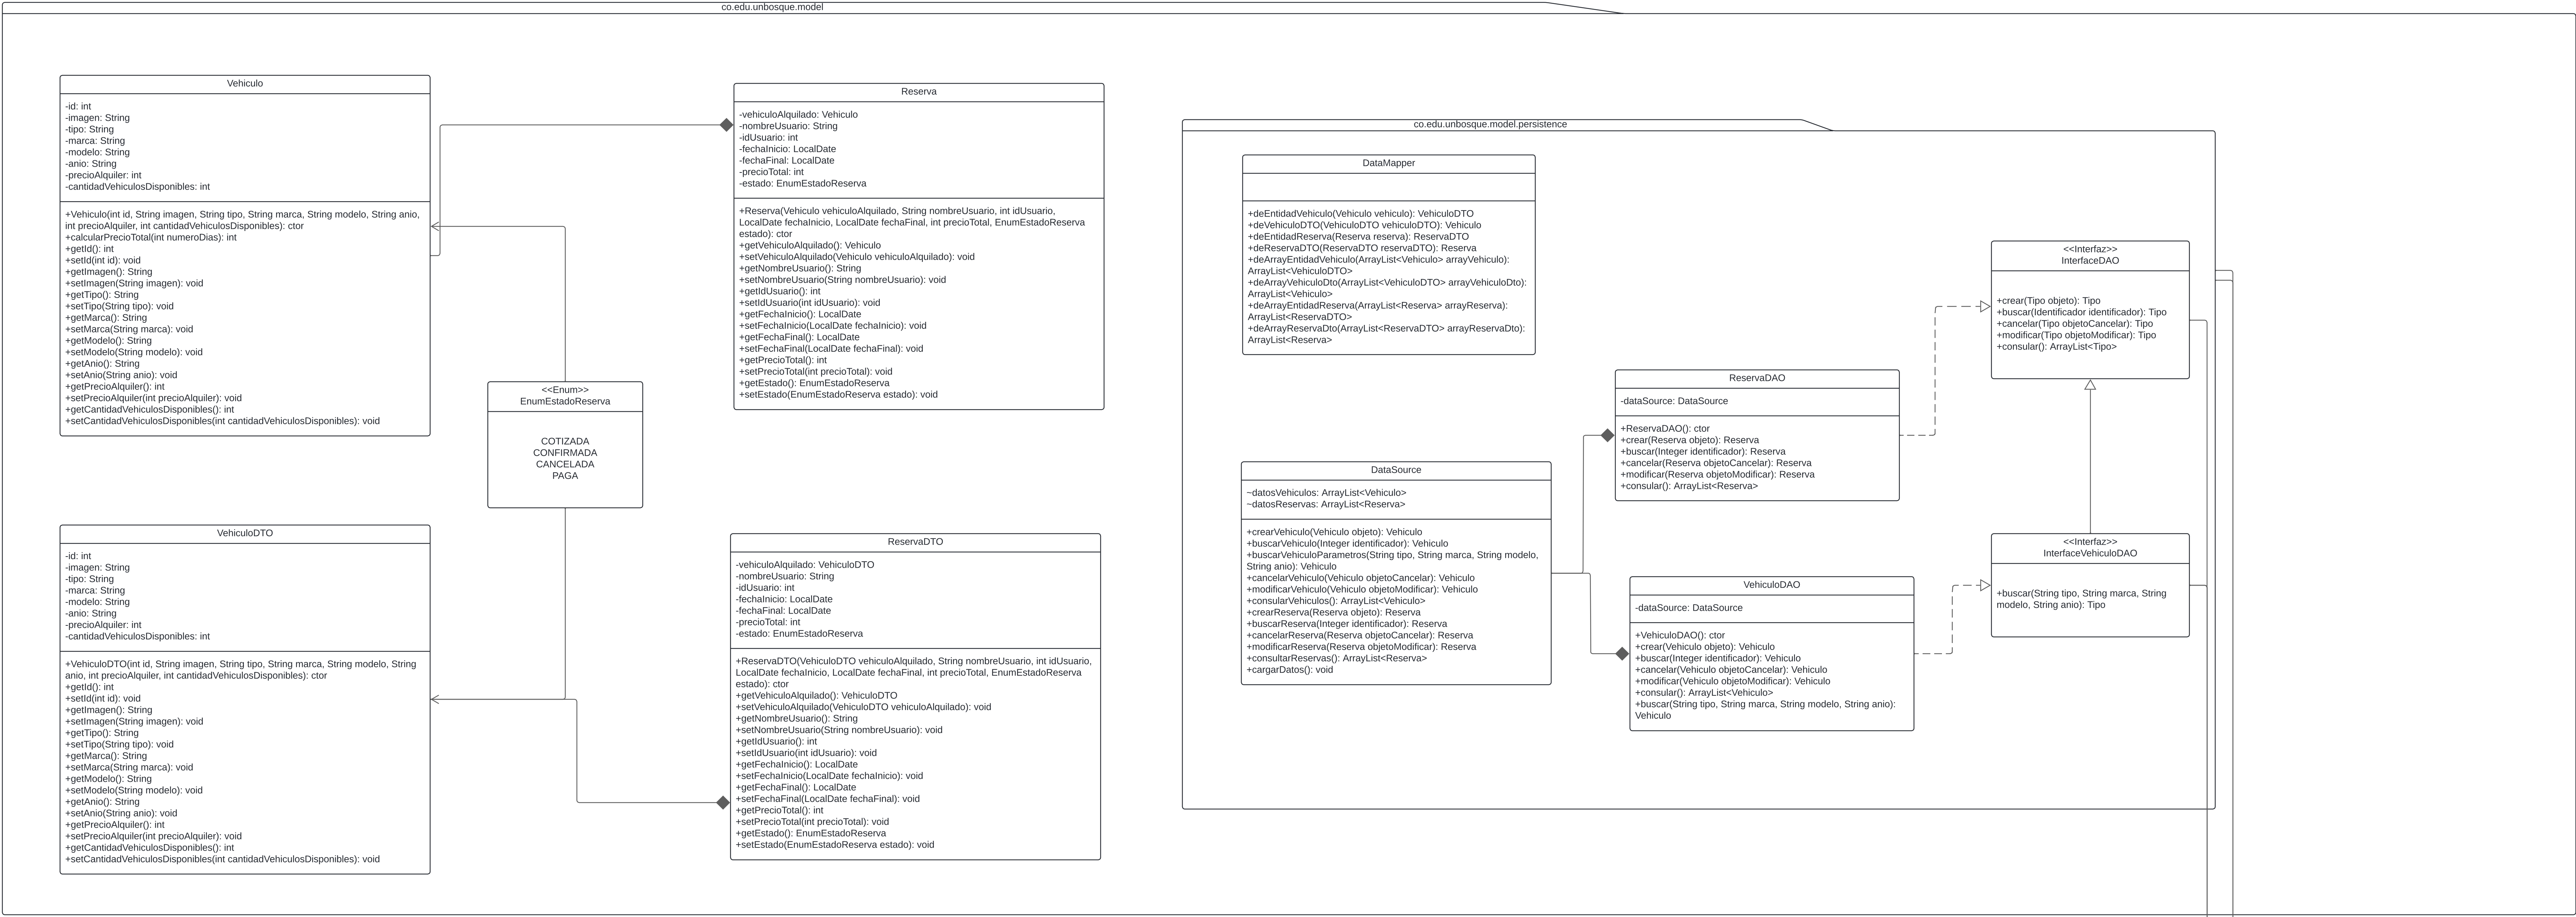 co.edu.unbosque.model
Vehiculo
-id: int
-imagen: String
-tipo: String
-marca: String
-modelo: String
-anio: String
-precioAlquiler: int
-cantidadVehiculosDisponibles: int
+Vehiculo(int id, String imagen, String tipo, String marca, String modelo, String anio,
int precioAlquiler, int cantidadVehiculosDisponibles): ctor
+calcularPrecioTotal(int numeroDias): int
+getId(): int
+setId(int id): void
+getImagen(): String
+setImagen(String imagen): void
+getTipo(): String
+setTipo(String tipo): void
+getMarca(): String
+setMarca(String marca): void
+getModelo(): String
+setModelo(String modelo): void
+getAnio(): String
+setAnio(String anio): void
+getPrecioAlquiler(): int
+setPrecioAlquiler(int precioAlquiler): void
+getCantidadVehiculosDisponibles(): int
+setCantidadVehiculosDisponibles(int cantidadVehiculosDisponibles): void
Reserva
-vehiculoAlquilado: Vehiculo
-nombreUsuario: String
-idUsuario: int
-fechaInicio: LocalDate
-fechaFinal: LocalDate
-precioTotal: int
-estado: EnumEstadoReserva
+Reserva(Vehiculo vehiculoAlquilado, String nombreUsuario, int idUsuario,
LocalDate fechaInicio, LocalDate fechaFinal, int precioTotal, EnumEstadoReserva
estado): ctor
+getVehiculoAlquilado(): Vehiculo
+setVehiculoAlquilado(Vehiculo vehiculoAlquilado): void
+getNombreUsuario(): String
+setNombreUsuario(String nombreUsuario): void
+getIdUsuario(): int
+setIdUsuario(int idUsuario): void
+getFechaInicio(): LocalDate
+setFechaInicio(LocalDate fechaInicio): void
+getFechaFinal(): LocalDate
+setFechaFinal(LocalDate fechaFinal): void
+getPrecioTotal(): int
+setPrecioTotal(int precioTotal): void
+getEstado(): EnumEstadoReserva
+setEstado(EnumEstadoReserva estado): void
<<Enum>>
EnumEstadoReserva
COTIZADA
CONFIRMADA
CANCELADA
PAGA
VehiculoDTO
-id: int
-imagen: String
-tipo: String
-marca: String
-modelo: String
-anio: String
-precioAlquiler: int
-cantidadVehiculosDisponibles: int
+VehiculoDTO(int id, String imagen, String tipo, String marca, String modelo, String
anio, int precioAlquiler, int cantidadVehiculosDisponibles): ctor
+getId(): int
+setId(int id): void
+getImagen(): String
+setImagen(String imagen): void
+getTipo(): String
+setTipo(String tipo): void
+getMarca(): String
+setMarca(String marca): void
+getModelo(): String
+setModelo(String modelo): void
+getAnio(): String
+setAnio(String anio): void
+getPrecioAlquiler(): int
+setPrecioAlquiler(int precioAlquiler): void
+getCantidadVehiculosDisponibles(): int
+setCantidadVehiculosDisponibles(int cantidadVehiculosDisponibles): void
ReservaDTO
-vehiculoAlquilado: VehiculoDTO
-nombreUsuario: String
-idUsuario: int
-fechaInicio: LocalDate
-fechaFinal: LocalDate
-precioTotal: int
-estado: EnumEstadoReserva
+ReservaDTO(VehiculoDTO vehiculoAlquilado, String nombreUsuario, int idUsuario,
LocalDate fechaInicio, LocalDate fechaFinal, int precioTotal, EnumEstadoReserva
estado): ctor
+getVehiculoAlquilado(): VehiculoDTO
+setVehiculoAlquilado(VehiculoDTO vehiculoAlquilado): void
+getNombreUsuario(): String
+setNombreUsuario(String nombreUsuario): void
+getIdUsuario(): int
+setIdUsuario(int idUsuario): void
+getFechaInicio(): LocalDate
+setFechaInicio(LocalDate fechaInicio): void
+getFechaFinal(): LocalDate
+setFechaFinal(LocalDate fechaFinal): void
+getPrecioTotal(): int
+setPrecioTotal(int precioTotal): void
+getEstado(): EnumEstadoReserva
+setEstado(EnumEstadoReserva estado): void
co.edu.unbosque.model.persistence
DataMapper
+deEntidadVehiculo(Vehiculo vehiculo): VehiculoDTO
+deVehiculoDTO(VehiculoDTO vehiculoDTO): Vehiculo
+deEntidadReserva(Reserva reserva): ReservaDTO
+deReservaDTO(ReservaDTO reservaDTO): Reserva
+deArrayEntidadVehiculo(ArrayList<Vehiculo> arrayVehiculo):
ArrayList<VehiculoDTO>
+deArrayVehiculoDto(ArrayList<VehiculoDTO> arrayVehiculoDto):
ArrayList<Vehiculo>
+deArrayEntidadReserva(ArrayList<Reserva> arrayReserva):
ArrayList<ReservaDTO>
+deArrayReservaDto(ArrayList<ReservaDTO> arrayReservaDto):
ArrayList<Reserva>
DataSource
~datosVehiculos: ArrayList<Vehiculo>
~datosReservas: ArrayList<Reserva>
+crearVehiculo(Vehiculo objeto): Vehiculo
+buscarVehiculo(Integer identificador): Vehiculo
+buscarVehiculoParametros(String tipo, String marca, String modelo,
String anio): Vehiculo
+cancelarVehiculo(Vehiculo objetoCancelar): Vehiculo
+modificarVehiculo(Vehiculo objetoModificar): Vehiculo
+consularVehiculos(): ArrayList<Vehiculo>
+crearReserva(Reserva objeto): Reserva
+buscarReserva(Integer identificador): Reserva
+cancelarReserva(Reserva objetoCancelar): Reserva
+modificarReserva(Reserva objetoModificar): Reserva
+consultarReservas(): ArrayList<Reserva>
+cargarDatos(): void
ReservaDAO
-dataSource: DataSource
+ReservaDAO(): ctor
+crear(Reserva objeto): Reserva
+buscar(Integer identificador): Reserva
+cancelar(Reserva objetoCancelar): Reserva
+modificar(Reserva objetoModificar): Reserva
+consular(): ArrayList<Reserva>
VehiculoDAO
-dataSource: DataSource
+VehiculoDAO(): ctor
+crear(Vehiculo objeto): Vehiculo
+buscar(Integer identificador): Vehiculo
+cancelar(Vehiculo objetoCancelar): Vehiculo
+modificar(Vehiculo objetoModificar): Vehiculo
+consular(): ArrayList<Vehiculo>
+buscar(String tipo, String marca, String modelo, String anio):
Vehiculo
<<Interfaz>>
InterfaceDAO
+crear(Tipo objeto): Tipo
+buscar(Identificador identificador): Tipo
+cancelar(Tipo objetoCancelar): Tipo
+modificar(Tipo objetoModificar): Tipo
+consular(): ArrayList<Tipo>
<<Interfaz>>
InterfaceVehiculoDAO
+buscar(String tipo, String marca, String
modelo, String anio): Tipo